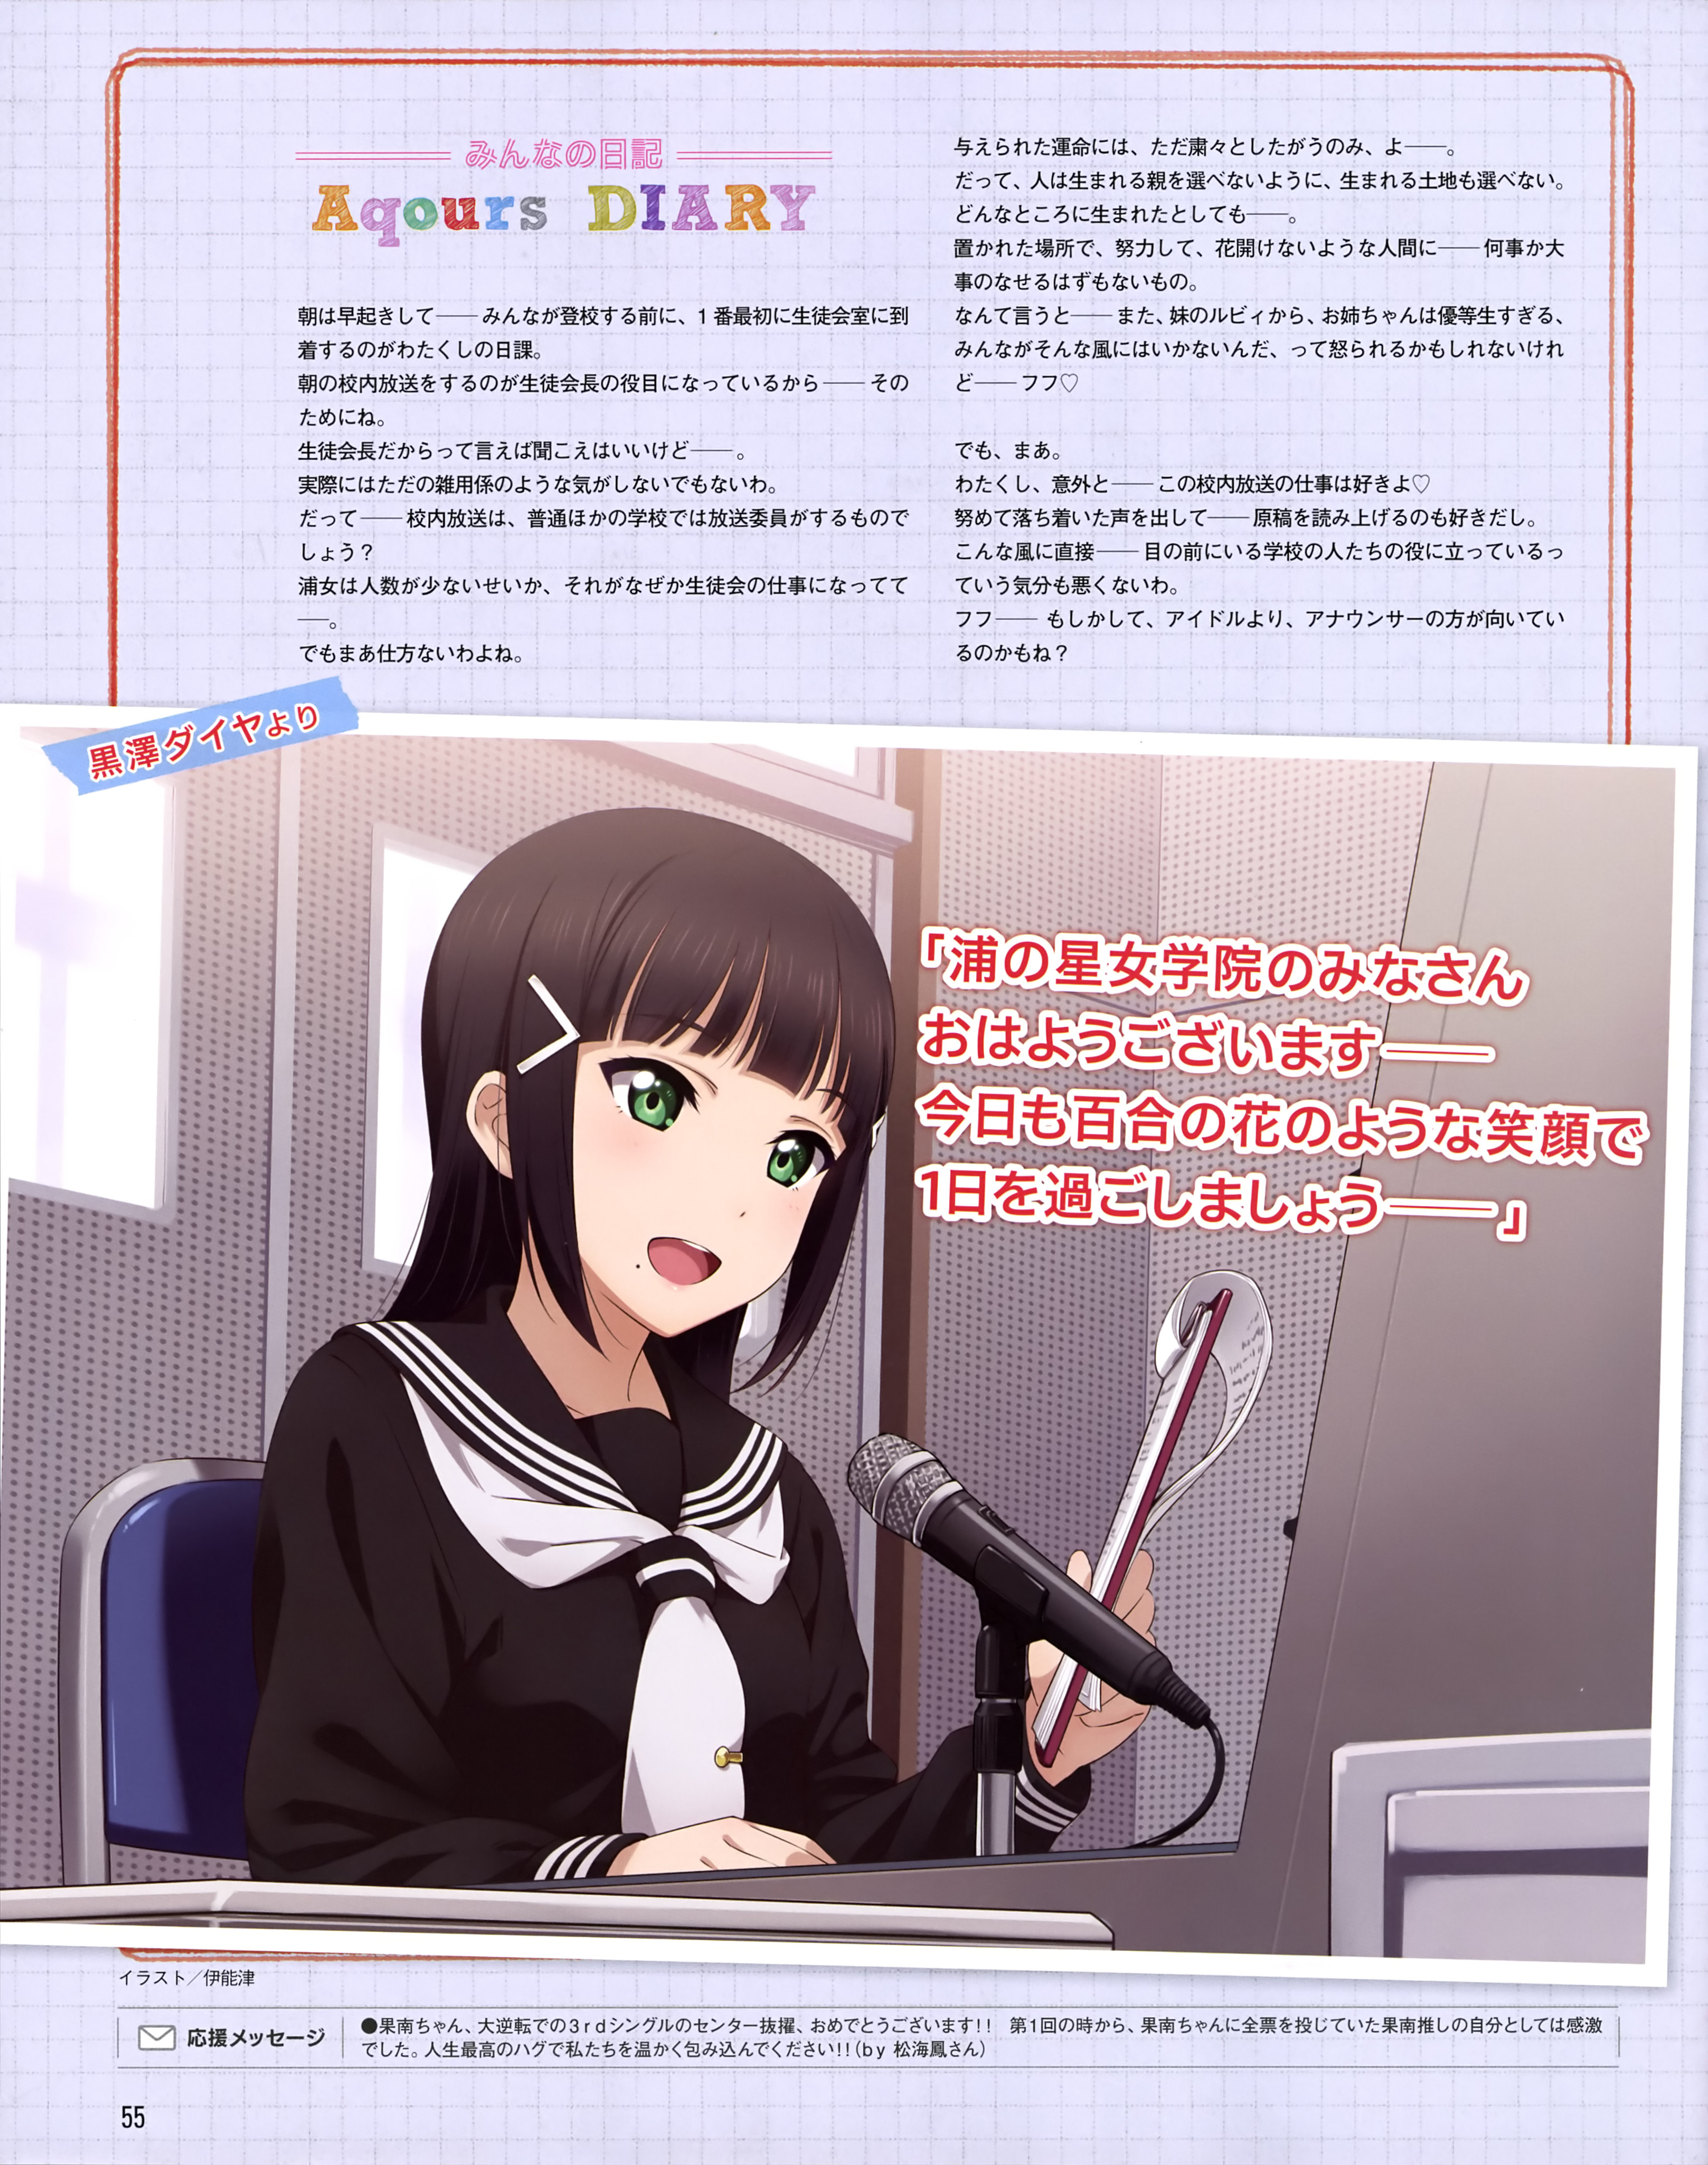 みんなの日記
Aqours DIARY
朝は早起きして――みんなが登校する前に、1番最初に生徒会室に到
着するのがわたくしの日課。
朝の校内放送をするのが生徒会長の役目になっているから――その
ためにね。
生徒会長だからって言えば聞こえはいいけど――。
実際にはただの雑用係のような気がしないでもないわ。
だって――校内放送は、普通ほかの学校では放送委員がするもので
しょう？
浦女は人数が少ないせいか、それがなぜか生徒会の仕事になってて
――。
でもまあ仕方ないわよね。
与えられた運命には、ただ粛々としたがうのみ、よ――。
だって、人は生まれる親を選べないように、生まれる土地も選べない。
どんなところに生まれたとしても――。
置かれた場所で、努力して、花開けないような人間に――何事か大
事のなせるはずもないもの。
なんて言うと――また、妹のルビィから、お姉ちゃんは優等生すぎる、
みんながそんな風にはいかないんだ、って怒られるかもしれないけれ
ど――フフ♡
でも、まあ。
わたくし、意外と――この校内放送の仕事は好きよ♡
努めて落ち着いた声を出して――原稿を読み上げるのも好きだし。
こんな風に直接――目の前にいる学校の人たちの役に立っているっ
ていう気分も悪くないわ。
フフ―― もしかして、アイドルより、アナウンサーの方が向いてい
るのかもね？
黒澤ダイヤより
「浦の星女学院のみなさん
おはようございます――
今日も百合の花のような笑顔で
1日を過ごしましょう――」
イラスト／伊能津
応援メッセージ
●果南ちゃん、大逆転での3rdシングルのセンター抜擢、おめでとうございます!!　第1回の時から、果南ちゃんに全票を投じていた果南推しの自分としては感激
でした。人生最高のハグで私たちを温かく包み込んでください!!（by 松海鳳さん）
55